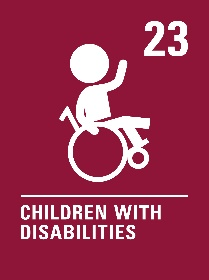 23
CHILDREN WITH
DISABILITIES